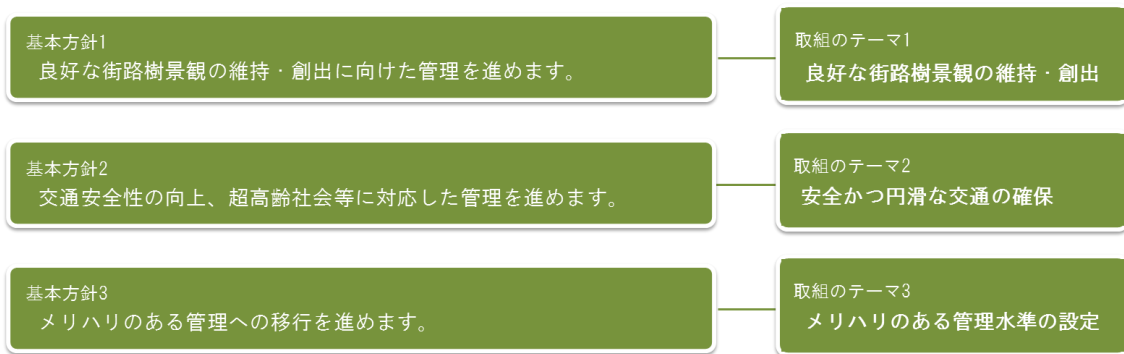 基本方針1
良好な街路樹景観の維持・創出に向けた管理を進めます。
取組のテーマ1
良好な街路樹景観の維持・創出
基本方針2
交通安全性の向上、超高齢社会等に対応した管理を進めます。
取組のテーマ2
安全かつ円滑な交通の確保
基本方針3
メリハリのある管理への移行を進めます。
取組のテーマ3
メリハリのある管理水準の設定